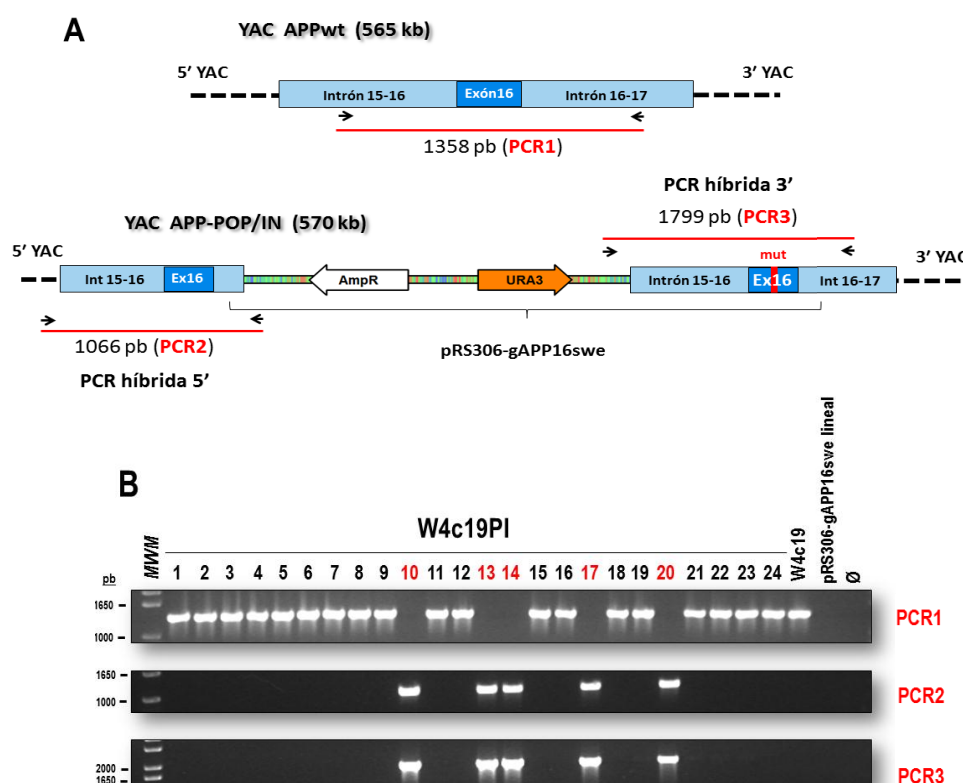 A
YAC APPwt (565 kb)
5' YAC
3' YAC
Intrón 15-16
Exón16
Intrón 16-17
1358 pb (PCR1)
PCR híbrida 3'
1799 pb (PCR3)
YAC APP-POP/IN (570 kb)
5' YAC
mut
3' YAC
Int 15-16
Ex16
AmpR
URA3
Intrón 15-16
Ex16
Int 16-17
1066 pb (PCR2)
pRS306-gAPP16swe
PCR híbrida 5'
B
W4c19PI
pb
MWM
1 2 3 4 5 6 7 8 9 10 11 12 13 14 15 16 17 18 19 20 21 22 23 24
W4c19
pRS306-gAPP16swe lineal
Ø
1650
1000
PCR1
1650
1000
PCR2
2000
1650
PCR3